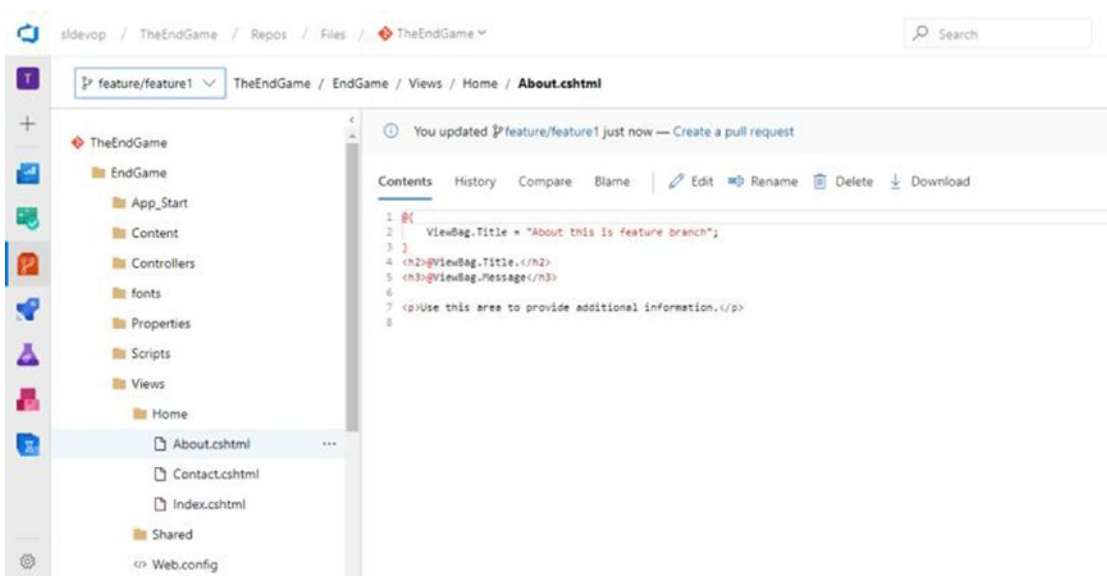 sldevop / TheEndGame / Repos / Files / TheEndGame
Search
T
feature/feature1 TheEndGame / EndGame / Views / Home / About.cshtml
You updated feature/feature1 just now — Create a pull request
TheEndGame
EndGame
App_Start
Content
Controllers
fonts
Properties
Scripts
Views
Home
About.cshtml ...
Contact.cshtml
Index.cshtml
Shared
Web.config
Contents History Compare Blame Edit Rename Delete Download
1 @{
2 ViewBag.Title = "About this is feature branch";
3 }
4 <h2>@ViewBag.Title.</h2>
5 <h3>@ViewBag.Message</h3>
6
7 <p>Use this area to provide additional information.</p>
8